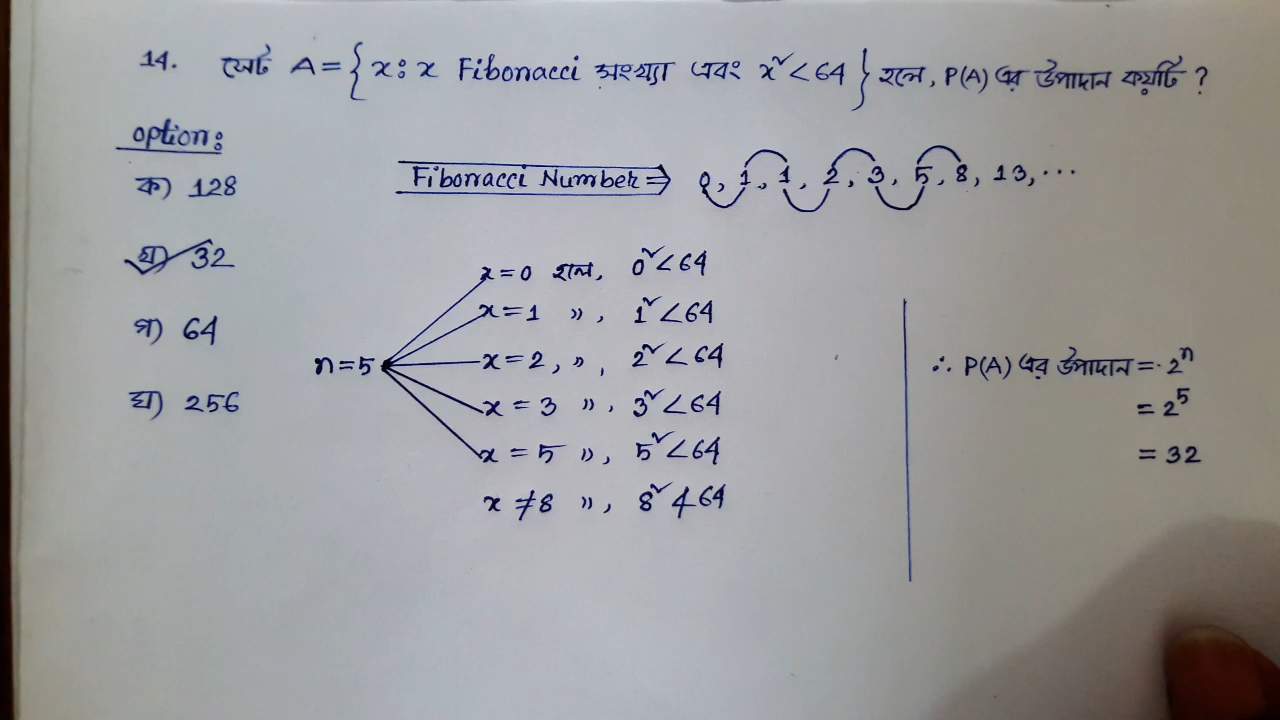 14. সেট A = {x : x Fibonacci সংখ্যা এবং x² < 64} হলে, P(A) এর উপাদান কয়টি ?
option :
ক) 128
খ) 32
গ) 64
ঘ) 256
Fibonacci Number ⇒ 0, 1, 1, 2, 3, 5, 8, 13, ...
n = 5
x = 0 হলে, 0² < 64
x = 1 ”, 1² < 64
x = 2, ”, 2² < 64
x = 3 ”, 3² < 64
x = 5 ”, 5² < 64
x ≠ 8 ”, 8² ≮ 64
∴ P(A) এর উপাদান = 2ⁿ
= 2⁵
= 32